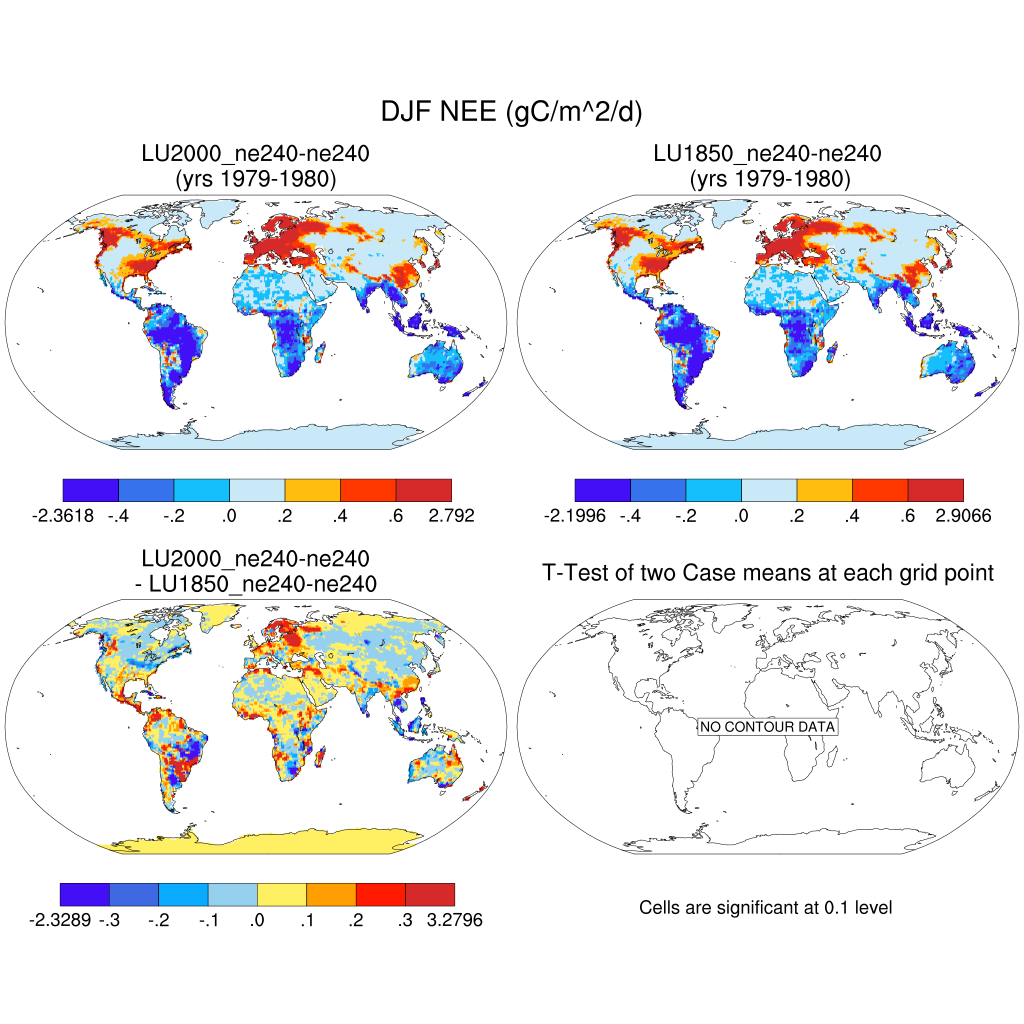 DJF NEE (gC/m^2/d)
LU2000_ne240-ne240
(yrs 1979-1980)
LU1850_ne240-ne240
(yrs 1979-1980)
-2.3618 -.4 -.2 .0 .2 .4 .6 2.792
-2.1996 -.4 -.2 .0 .2 .4 .6 2.9066
LU2000_ne240-ne240
- LU1850_ne240-ne240
T-Test of two Case means at each grid point
NO CONTOUR DATA
-2.3289 -.3 -.2 -.1 .0 .1 .2 .3 3.2796
Cells are significant at 0.1 level